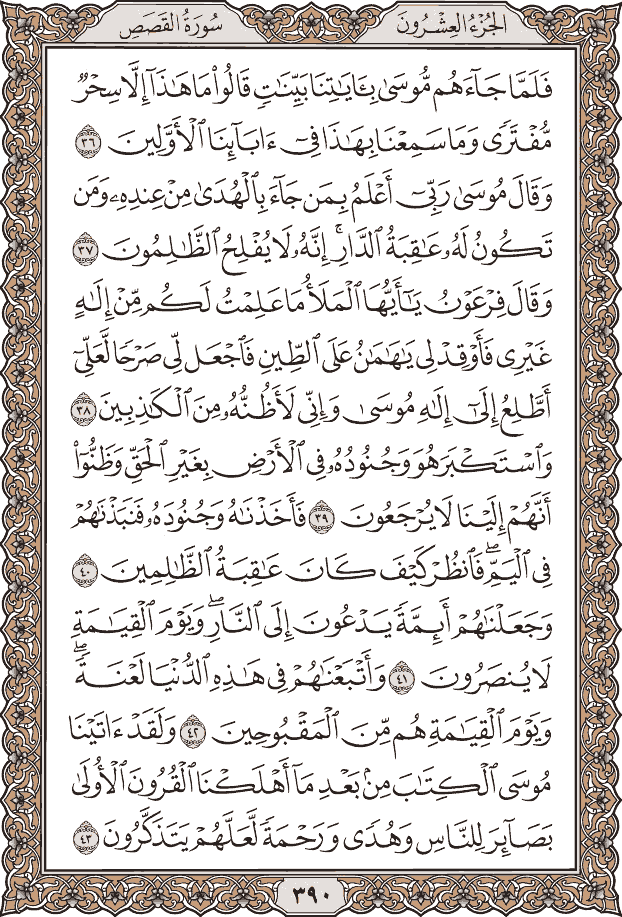 الجُزْءُ العِشْرُونَ سُورَةُ القَصَصِ
فَلَمَّا جَآءَهُم مُّوسَىٰ بِـَٔايَٰتِنَا بَيِّنَٰتٖ قَالُواْ مَا هَٰذَآ إِلَّا سِحۡرٞ
مُّفۡتَرٗى وَمَا سَمِعۡنَا بِهَٰذَا فِيٓ ءَابَآئِنَا ٱلۡأَوَّلِينَ ٣٦
وَقَالَ مُوسَىٰ رَبِّيٓ أَعۡلَمُ بِمَن جَآءَ بِٱلۡهُدَىٰ مِنۡ عِندِهِۦ وَمَن
تَكُونُ لَهُۥ عَٰقِبَةُ ٱلدَّارِۚ إِنَّهُۥ لَا يُفۡلِحُ ٱلظَّٰلِمُونَ ٣٧
وَقَالَ فِرۡعَوۡنُ يَٰٓأَيُّهَا ٱلۡمَلَأُ مَا عَلِمۡتُ لَكُم مِّنۡ إِلَٰهٍ
غَيۡرِي فَأَوۡقِدۡ لِي يَٰهَٰمَٰنُ عَلَى ٱلطِّينِ فَٱجۡعَل لِّي صَرۡحٗا لَّعَلِّيٓ
أَطَّلِعُ إِلَىٰٓ إِلَٰهِ مُوسَىٰ وَإِنِّي لَأَظُنُّهُۥ مِنَ ٱلۡكَٰذِبِينَ ٣٨
وَٱسۡتَكۡبَرَ هُوَ وَجُنُودُهُۥ فِي ٱلۡأَرۡضِ بِغَيۡرِ ٱلۡحَقِّ وَظَنُّوٓاْ
أَنَّهُمۡ إِلَيۡنَا لَا يُرۡجَعُونَ ٣٩ فَأَخَذۡنَٰهُ وَجُنُودَهُۥ فَنَبَذۡنَٰهُمۡ
فِي ٱلۡيَمِّۖ فَٱنظُرۡ كَيۡفَ كَانَ عَٰقِبَةُ ٱلظَّٰلِمِينَ ٤٠
وَجَعَلۡنَٰهُمۡ أَئِمَّةٗ يَدۡعُونَ إِلَى ٱلنَّارِۖ وَيَوۡمَ ٱلۡقِيَٰمَةِ
لَا يُنصَرُونَ ٤١ وَأَتۡبَعۡنَٰهُمۡ فِي هَٰذِهِ ٱلدُّنۡيَا لَعۡنَةٗۖ
وَيَوۡمَ ٱلۡقِيَٰمَةِ هُم مِّنَ ٱلۡمَقۡبُوحِينَ ٤٢ وَلَقَدۡ ءَاتَيۡنَا
مُوسَى ٱلۡكِتَٰبَ مِنۢ بَعۡدِ مَآ أَهۡلَكۡنَا ٱلۡقُرُونَ ٱلۡأُولَىٰ
بَصَآئِرَ لِلنَّاسِ وَهُدٗى وَرَحۡمَةٗ لَّعَلَّهُمۡ يَتَذَكَّرُونَ ٤٣
٣٩٠